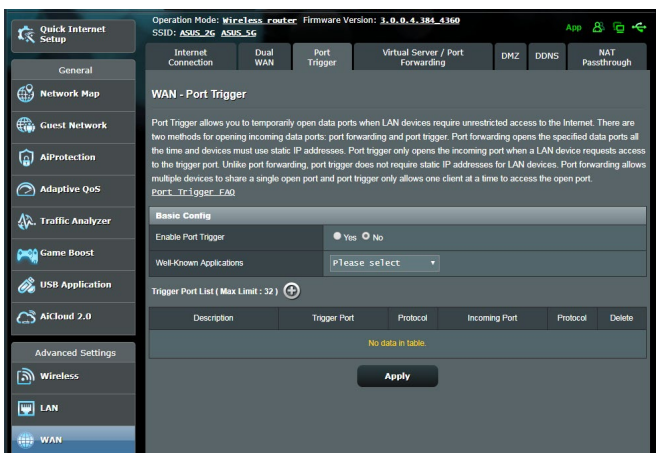 Quick Internet
Setup
Operation Mode: Wireless router Firmware Version: 3.0.0.4.384_4360
SSID: ASUS_2G ASUS_5G
App
Internet
Connection
Dual
WAN
Port
Trigger
Virtual Server / Port
Forwarding
DMZ
DDNS
NAT
Passthrough
General
Network Map
Guest Network
AiProtection
Adaptive QoS
Traffic Analyzer
Game Boost
USB Application
AiCloud 2.0
Advanced Settings
Wireless
LAN
WAN
WAN - Port Trigger
Port Trigger allows you to temporarily open data ports when LAN devices require unrestricted access to the Internet. There are
two methods for opening incoming data ports: port forwarding and port trigger. Port forwarding opens the specified data ports all
the time and devices must use static IP addresses. Port trigger only opens the incoming port when a LAN device requests access
to the trigger port. Unlike port forwarding, port trigger does not require static IP addresses for LAN devices. Port forwarding allows
multiple devices to share a single open port and port trigger only allows one client at a time to access the open port.
Port Trigger FAQ
Basic Config
Enable Port Trigger
Yes No
Well-Known Applications
Please select
Trigger Port List ( Max Limit : 32 )
Description Trigger Port Protocol Incoming Port Protocol Delete
No data in table.
Apply